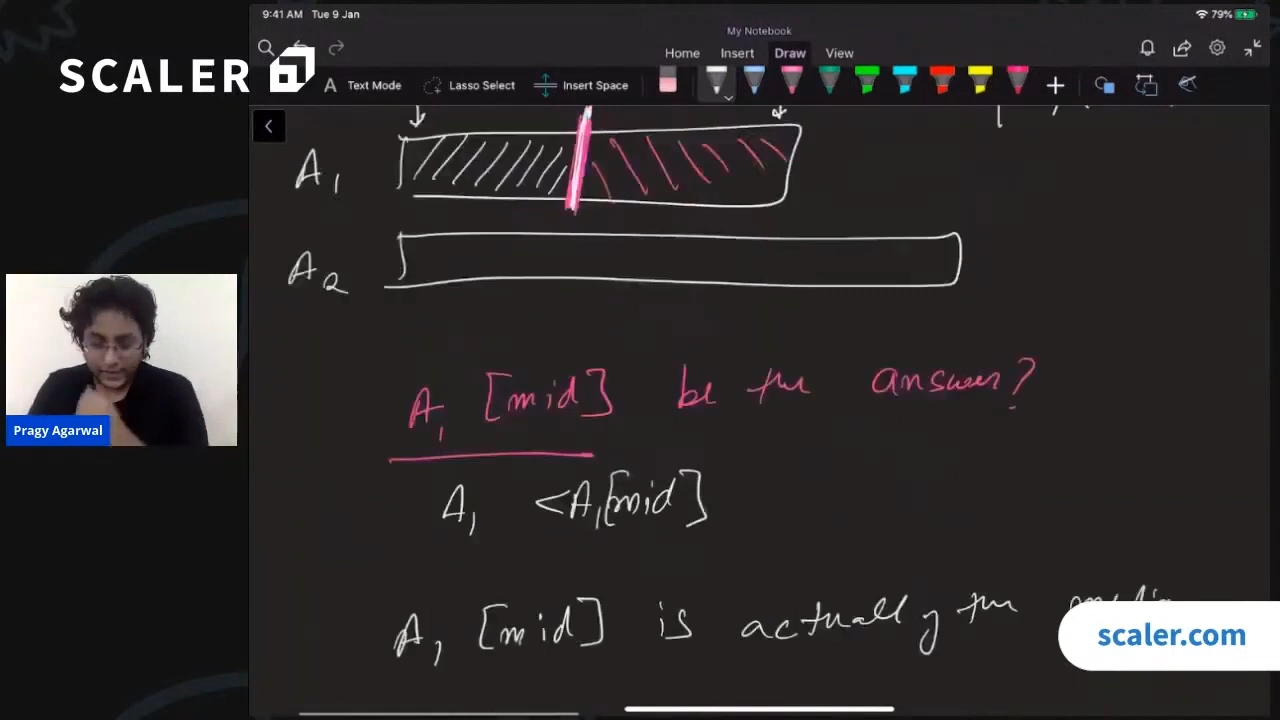 9:41 AM Tue 9 Jan
79%
My Notebook
SCALER
Home Insert Draw View
A Text Mode Lasso Select Insert Space
A1
A2
A1 [mid] be the answer?
A1 <A1[mid]
A1 [mid] is actually the
Pragy Agarwal
scaler.com